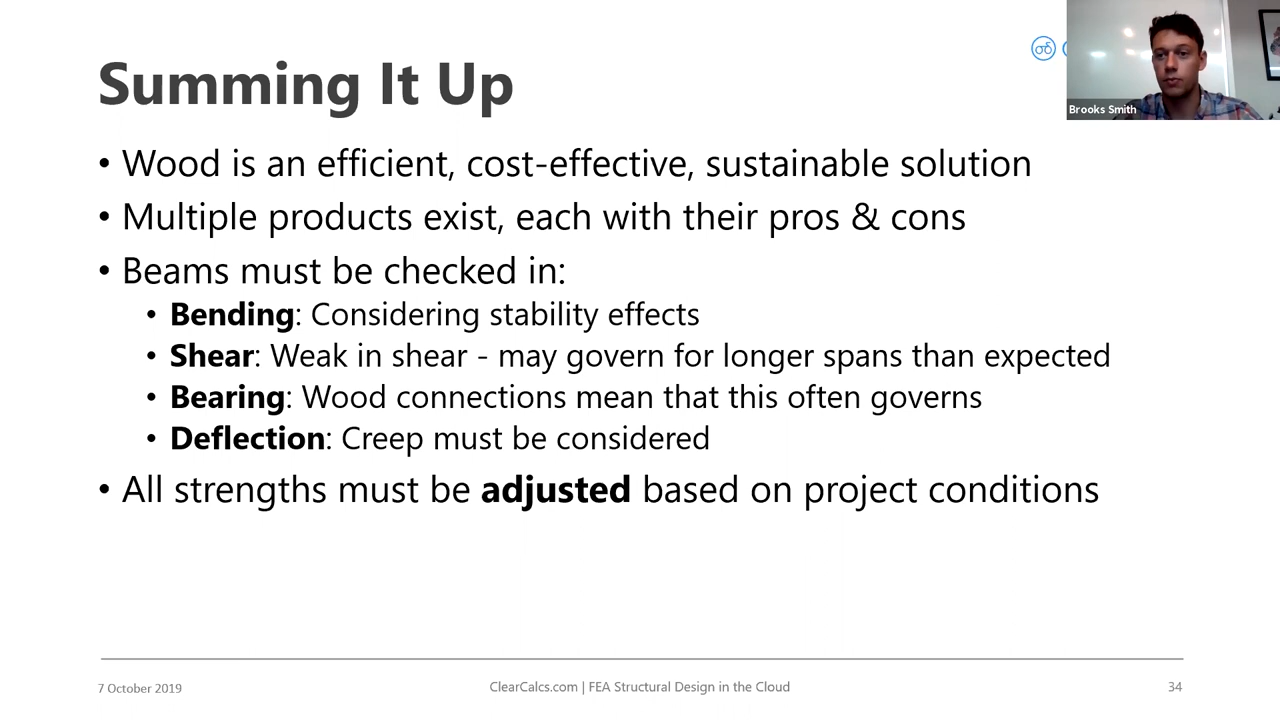 Summing It Up
Brooks Smith
• Wood is an efficient, cost-effective, sustainable solution
• Multiple products exist, each with their pros & cons
• Beams must be checked in:
• Bending: Considering stability effects
• Shear: Weak in shear - may govern for longer spans than expected
• Bearing: Wood connections mean that this often governs
• Deflection: Creep must be considered
• All strengths must be adjusted based on project conditions
7 October 2019
ClearCalcs.com | FEA Structural Design in the Cloud
34